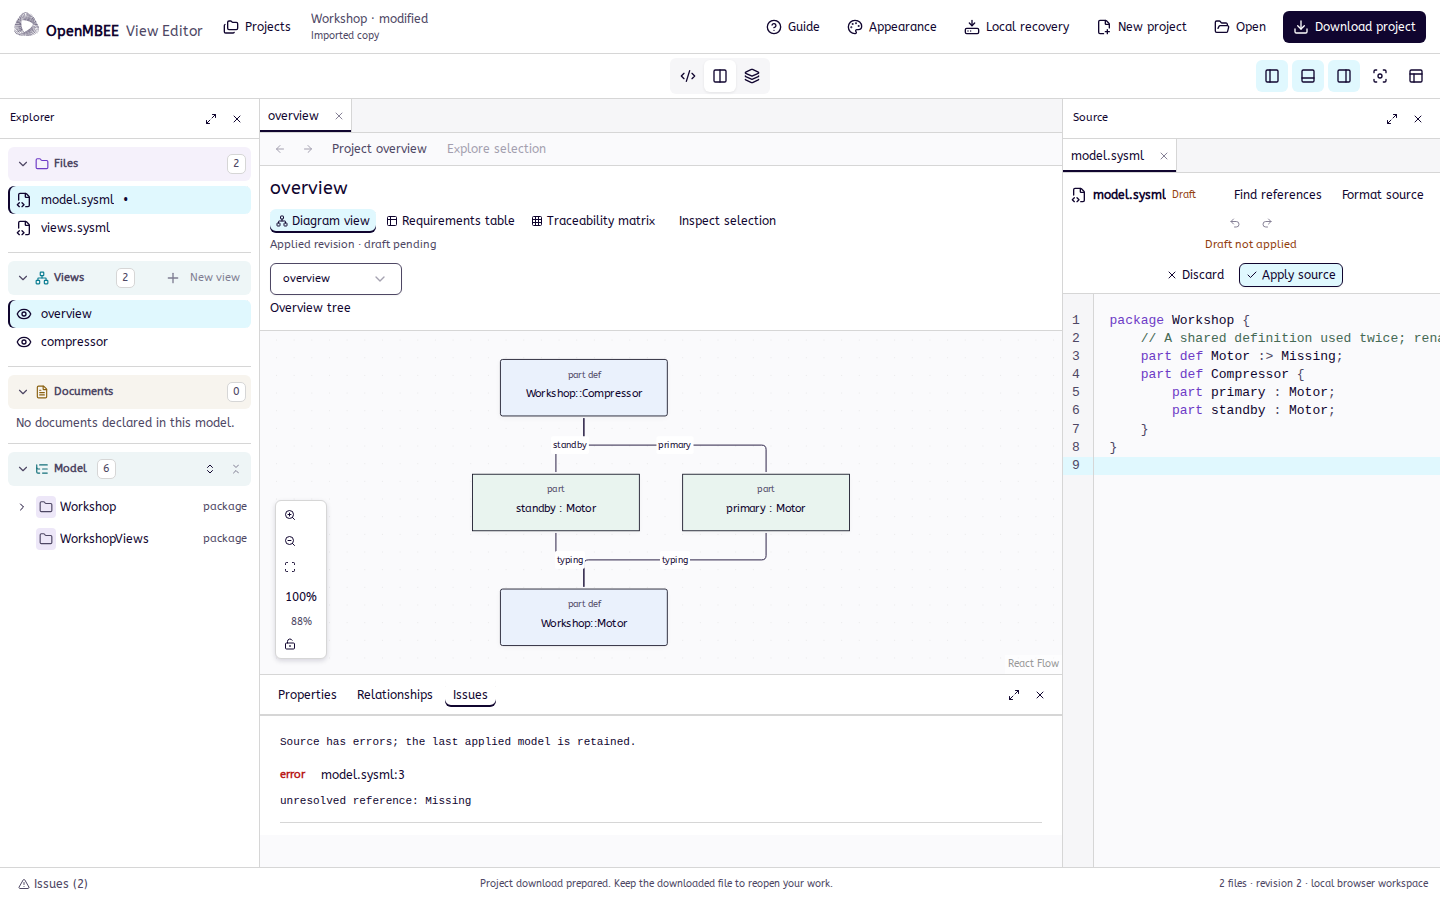 OpenMBEE View Editor
Projects
Workshop · modified
Imported copy
Guide
Appearance
Local recovery
New project
Open
Download project
Explorer
Files
2
model.sysml •
views.sysml
Views
2
New view
overview
compressor
Documents
0
No documents declared in this model.
Model
6
Workshop
package
WorkshopViews
package
overview
Project overview
Explore selection
overview
Diagram view
Requirements table
Traceability matrix
Inspect selection
Applied revision · draft pending
overview
Overview tree
part def
Workshop::Compressor
standby
primary
part
standby : Motor
part
primary : Motor
typing
typing
part def
Workshop::Motor
100%
88%
React Flow
Properties
Relationships
Issues
Source has errors; the last applied model is retained.
error
model.sysml:3
unresolved reference: Missing
Source
model.sysml
model.sysml Draft
Find references
Format source
Draft not applied
Discard
Apply source
1 package Workshop {
2 // A shared definition used twice; rena
3 part def Motor :> Missing;
4 part def Compressor {
5 part primary : Motor;
6 part standby : Motor;
7 }
8 }
9
Issues (2)
Project download prepared. Keep the downloaded file to reopen your work.
2 files · revision 2 · local browser workspace